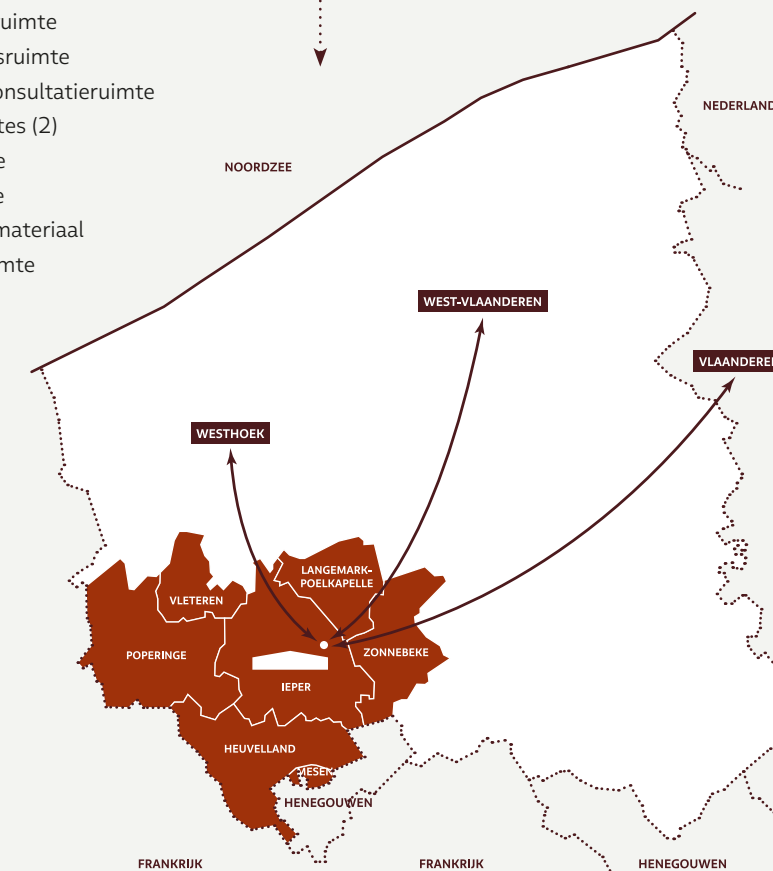 uimte
sruimte
onsultatieruimte
tes (2)
e
e
materiaal
mte
NOORDZEE
NEDERLAND
WEST-VLAANDEREN
VLAANDEREN
WESTHOEK
LANGEMARK-
POELKAPELLE
VLETEREN
POPERINGE
ZONNEBEKE
IEPER
HEUVELLAND
MESEN
HENEGOUWEN
FRANKRIJK
FRANKRIJK
HENEGOUWEN